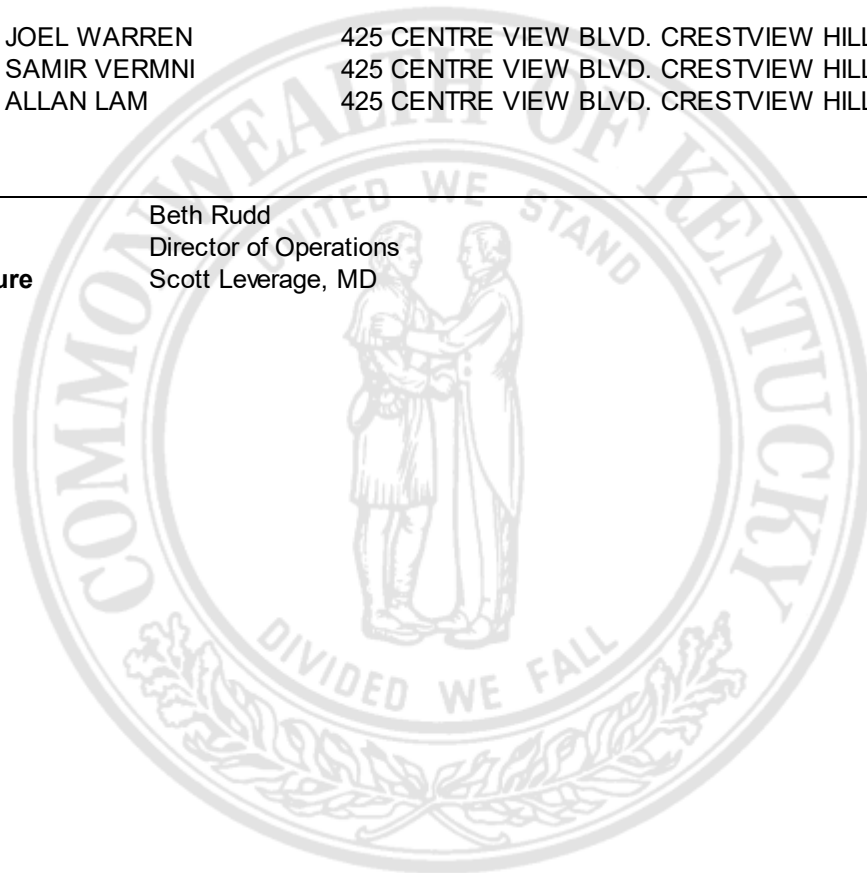 JOEL WARREN 425 CENTRE VIEW BLVD. CRESTVIEW HILL
SAMIR VERMNI 425 CENTRE VIEW BLVD. CRESTVIEW HILL
ALLAN LAM 425 CENTRE VIEW BLVD. CRESTVIEW HILL
Beth Rudd
Director of Operations
ure Scott Leverage, MD
COMMONWEALTH OF KENTUCKY
UNITED WE STAND
DIVIDED WE FALL